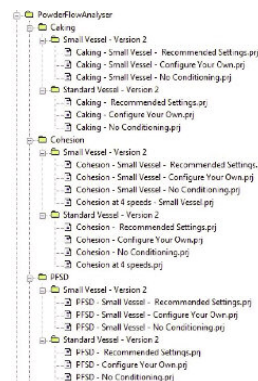 PowderFlowAnalyser
Caking
Small Vessel - Version 2
Caking - Small Vessel - Recommended Settings.prj
Caking - Small Vessel - Configure Your Own.prj
Caking - Small Vessel - No Conditioning.prj
Standard Vessel - Version 2
Caking - Recommended Settings.prj
Caking - Configure Your Own.prj
Caking - No Conditioning.prj
Cohesion
Small Vessel - Version 2
Cohesion - Small Vessel - Recommended Settings.
Cohesion - Small Vessel - Configure Your Own.prj
Cohesion - Small Vessel - No Conditioning.prj
Cohesion at 4 speeds - Small Vessel.prj
Standard Vessel - Version 2
Cohesion - Recommended Settings.prj
Cohesion - Configure Your Own.prj
Cohesion - No Conditioning.prj
Cohesion at 4 speeds.prj
PFSD
Small Vessel - Version 2
PFSD - Small Vessel - Recommended Settings.prj
PFSD - Small Vessel - Configure Your Own.prj
PFSD - Small Vessel - No Conditioning.prj
Standard Vessel - Version 2
PFSD - Recommended Settings.prj
PFSD - Configure Your Own.prj
PFSD - No Conditioning.prj